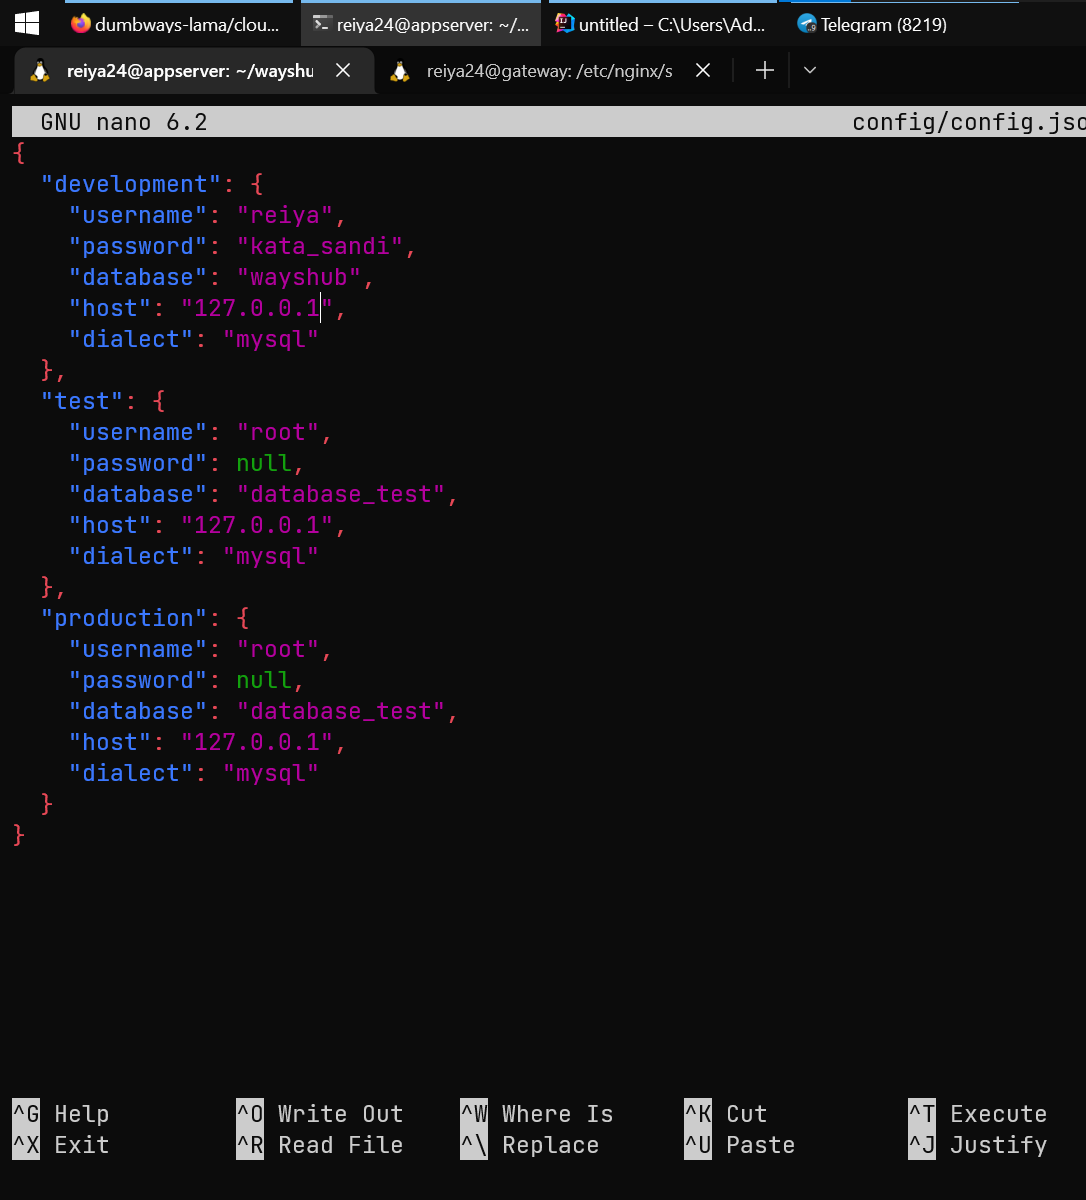 dumbways-lama/clou...
reiya24@appserver: ~/...
untitled – C:\Users\Ad...
Telegram (8219)
reiya24@appserver: ~/wayshu
reiya24@gateway: /etc/nginx/s
GNU nano 6.2 config/config.jso
{
  "development": {
    "username": "reiya",
    "password": "kata_sandi",
    "database": "wayshub",
    "host": "127.0.0.1",
    "dialect": "mysql"
  },
  "test": {
    "username": "root",
    "password": null,
    "database": "database_test",
    "host": "127.0.0.1",
    "dialect": "mysql"
  },
  "production": {
    "username": "root",
    "password": null,
    "database": "database_test",
    "host": "127.0.0.1",
    "dialect": "mysql"
  }
}
^G Help ^O Write Out ^W Where Is ^K Cut ^T Execute
^X Exit ^R Read File ^\ Replace ^U Paste ^J Justify